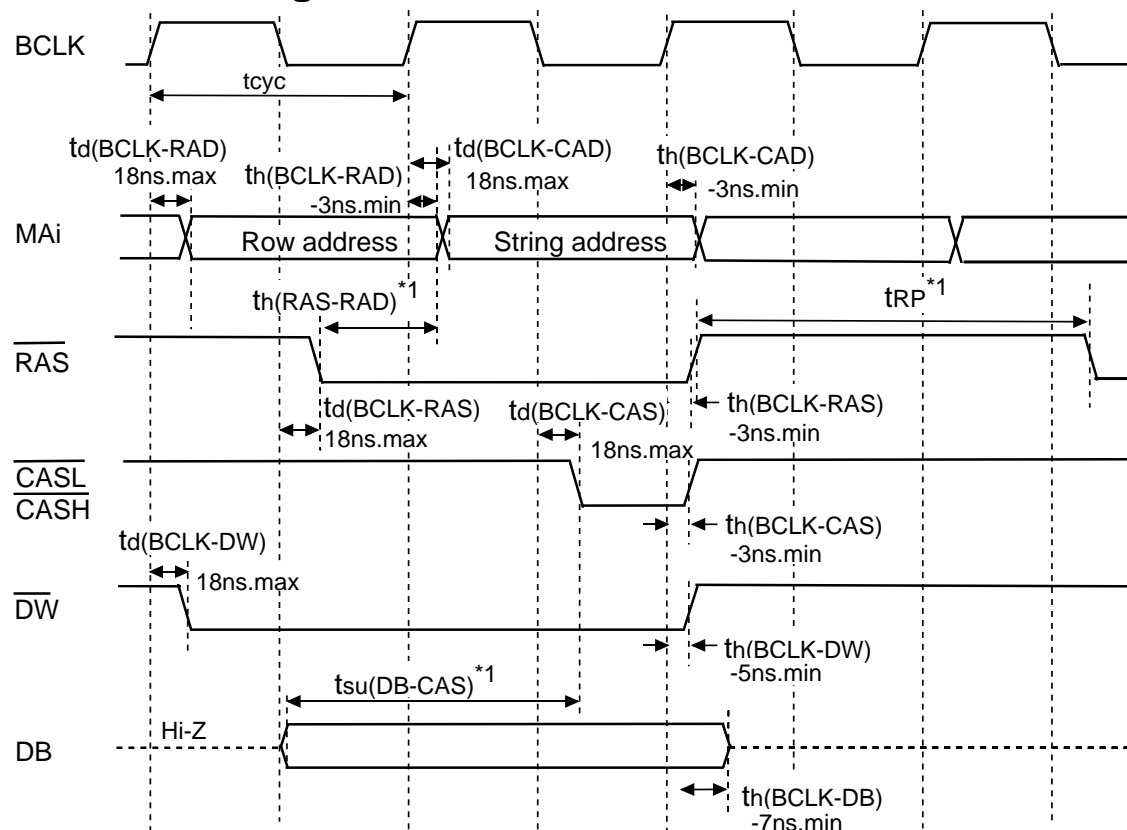 BCLK
tcyc
td(BCLK-RAD)
18ns.max
th(BCLK-RAD)
-3ns.min
td(BCLK-CAD)
18ns.max
th(BCLK-CAD)
-3ns.min
MAi
Row address
String address
th(RAS-RAD)*1
tRP*1
RAS
td(BCLK-RAS)
18ns.max
td(BCLK-CAS)
18ns.max
th(BCLK-RAS)
-3ns.min
CASL
CASH
th(BCLK-CAS)
-3ns.min
td(BCLK-DW)
18ns.max
DW
th(BCLK-DW)
-5ns.min
tsu(DB-CAS)*1
Hi-Z
DB
th(BCLK-DB)
-7ns.min